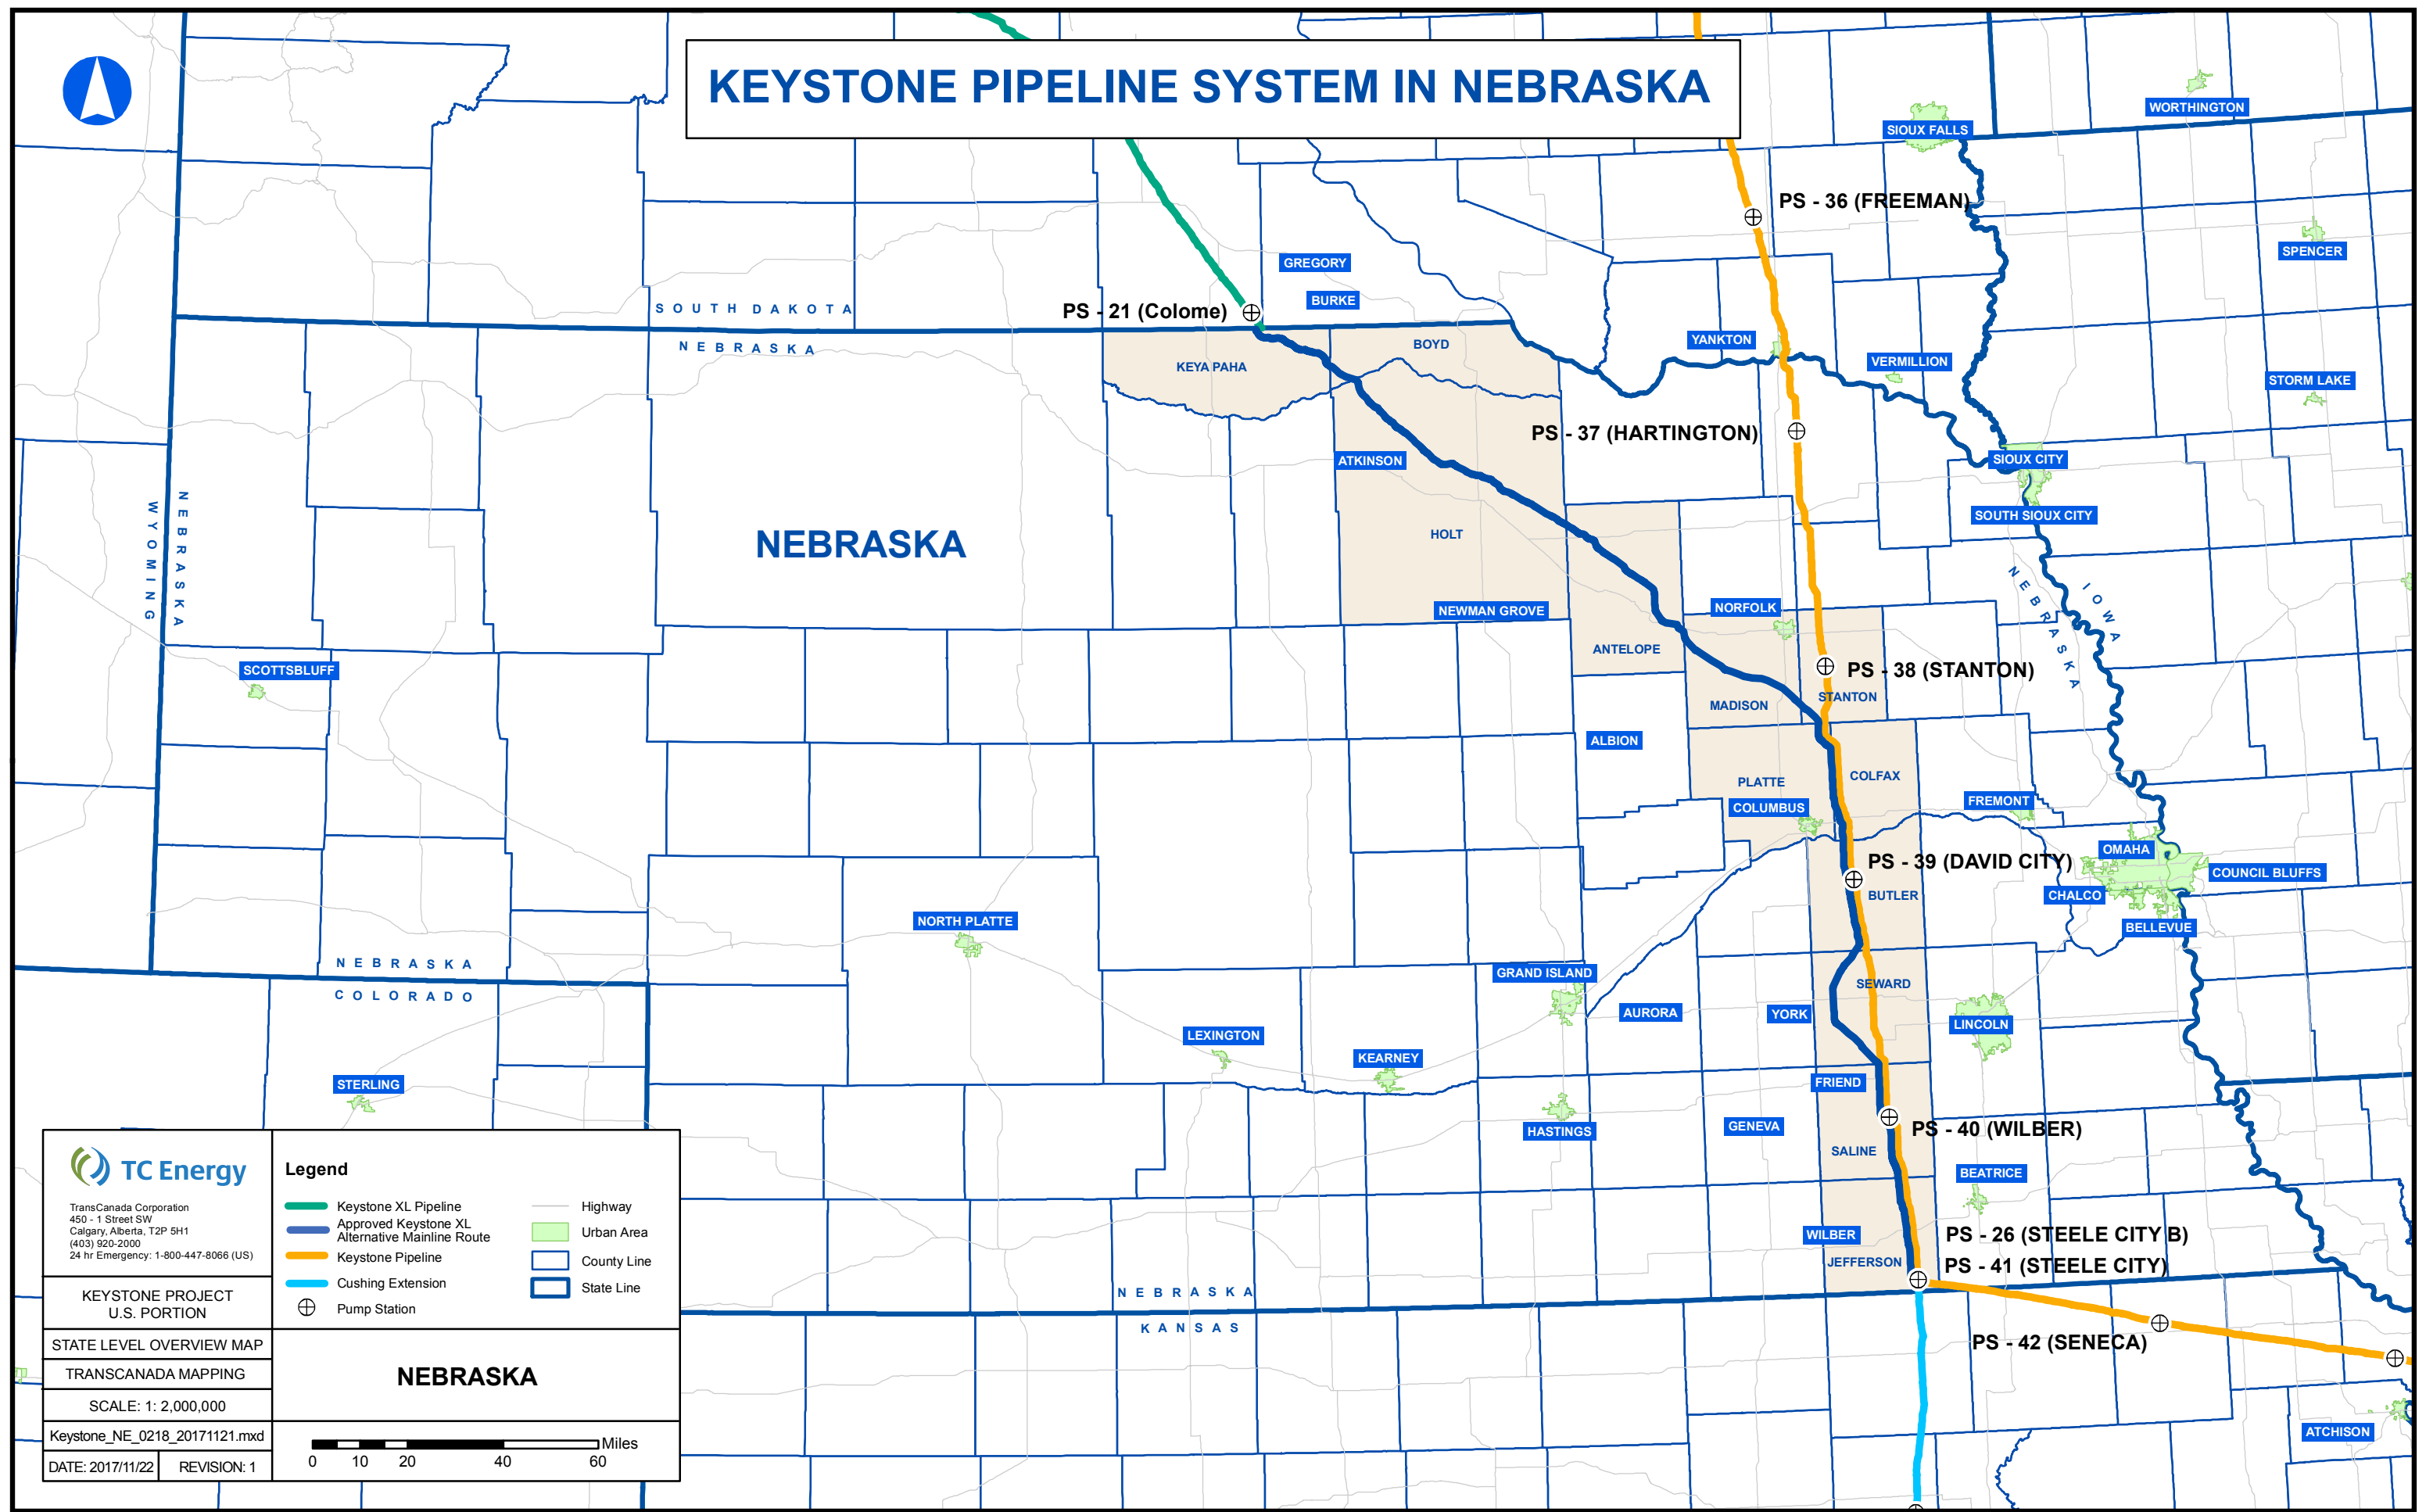 KEYSTONE PIPELINE SYSTEM IN NEBRASKA
WORTHINGTON
SIOUX FALLS
PS - 36 (FREEMAN)
SPENCER
GREGORY
BURKE
PS - 21 (Colome)
SOUTH DAKOTA
NEBRASKA
YANKTON
BOYD
KEYA PAHA
VERMILLION
STORM LAKE
PS - 37 (HARTINGTON)
ATKINSON
SIOUX CITY
SOUTH SIOUX CITY
WYOMING
NEBRASKA
NEBRASKA
HOLT
NEBRASKA
IOWA
NEWMAN GROVE
NORFOLK
ANTELOPE
SCOTTSBLUFF
PS - 38 (STANTON)
STANTON
MADISON
ALBION
PLATTE
COLFAX
COLUMBUS
FREMONT
OMAHA
PS - 39 (DAVID CITY)
COUNCIL BLUFFS
BUTLER
CHALCO
BELLEVUE
NORTH PLATTE
NEBRASKA
COLORADO
GRAND ISLAND
SEWARD
AURORA
YORK
LINCOLN
LEXINGTON
KEARNEY
STERLING
FRIEND
HASTINGS
GENEVA
PS - 40 (WILBER)
SALINE
BEATRICE
WILBER
PS - 26 (STEELE CITY B)
JEFFERSON
PS - 41 (STEELE CITY)
NEBRASKA
KANSAS
PS - 42 (SENECA)
ATCHISON
TC Energy
TransCanada Corporation
450 - 1 Street SW
Calgary, Alberta, T2P 5H1
(403) 920-2000
24 hr Emergency: 1-800-447-8066 (US)
KEYSTONE PROJECT
U.S. PORTION
STATE LEVEL OVERVIEW MAP
TRANSCANADA MAPPING
SCALE: 1: 2,000,000
Keystone_NE_0218_20171121.mxd
DATE: 2017/11/22
REVISION: 1
Legend
Keystone XL Pipeline
Approved Keystone XL
Alternative Mainline Route
Keystone Pipeline
Cushing Extension
Pump Station
Highway
Urban Area
County Line
State Line
NEBRASKA
Miles
0 10 20 40 60